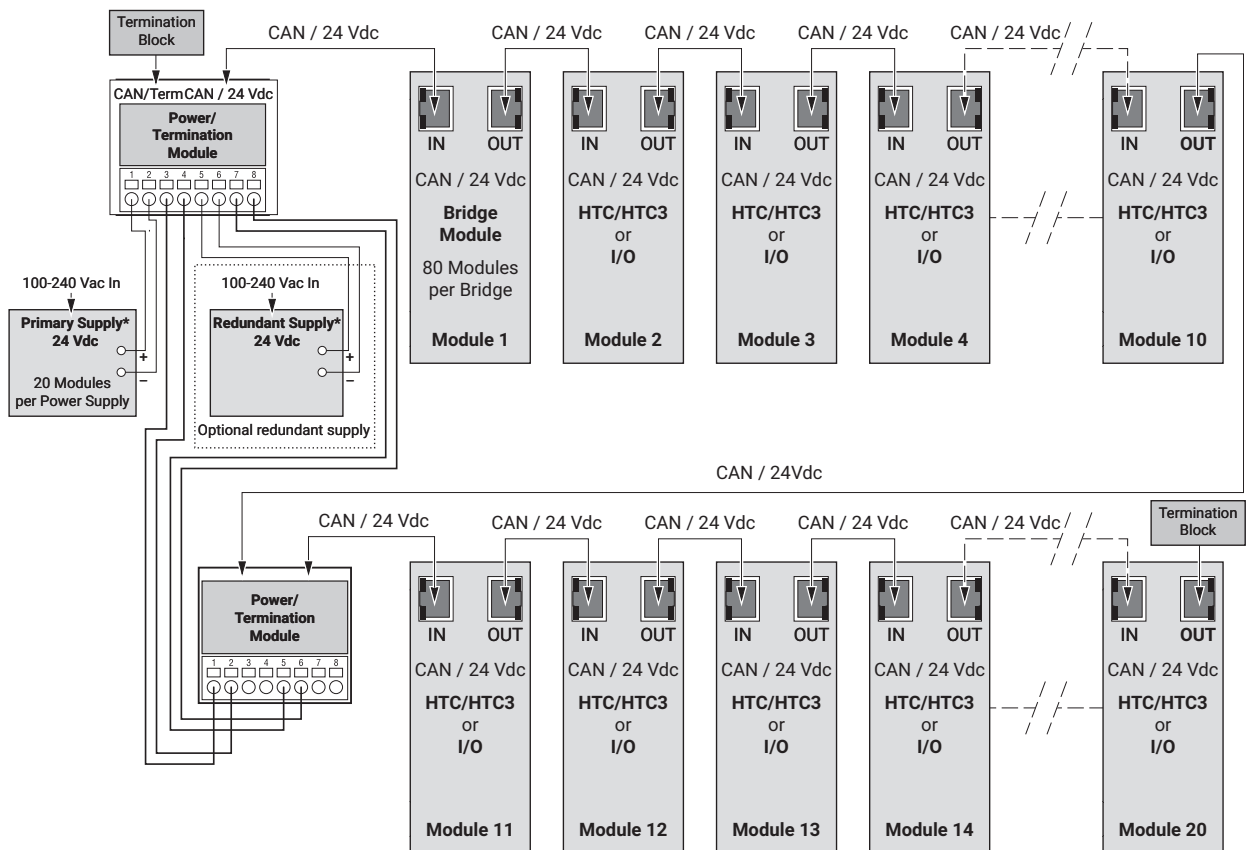 Termination
Block
CAN / 24 Vdc
CAN / 24 Vdc
CAN / 24 Vdc
CAN / 24 Vdc
CAN / 24 Vdc
CAN/Term CAN / 24 Vdc
Power/
Termination
Module
1 2 3 4 5 6 7 8
IN OUT
CAN / 24 Vdc
Bridge
Module
80 Modules
per Bridge
Module 1
IN OUT
CAN / 24 Vdc
HTC/HTC3
or
I/O
Module 2
IN OUT
CAN / 24 Vdc
HTC/HTC3
or
I/O
Module 3
IN OUT
CAN / 24 Vdc
HTC/HTC3
or
I/O
Module 4
IN OUT
CAN / 24 Vdc
HTC/HTC3
or
I/O
Module 10
100-240 Vac In
Primary Supply*
24 Vdc
+
–
20 Modules
per Power Supply
100-240 Vac In
Redundant Supply*
24 Vdc
+
–
Optional redundant supply
CAN / 24Vdc
CAN / 24 Vdc
CAN / 24 Vdc
CAN / 24 Vdc
CAN / 24 Vdc
CAN / 24 Vdc
Termination
Block
Power/
Termination
Module
1 2 3 4 5 6 7 8
IN OUT
CAN / 24 Vdc
HTC/HTC3
or
I/O
Module 11
IN OUT
CAN / 24 Vdc
HTC/HTC3
or
I/O
Module 12
IN OUT
CAN / 24 Vdc
HTC/HTC3
or
I/O
Module 13
IN OUT
CAN / 24 Vdc
HTC/HTC3
or
I/O
Module 14
IN OUT
CAN / 24 Vdc
HTC/HTC3
or
I/O
Module 20